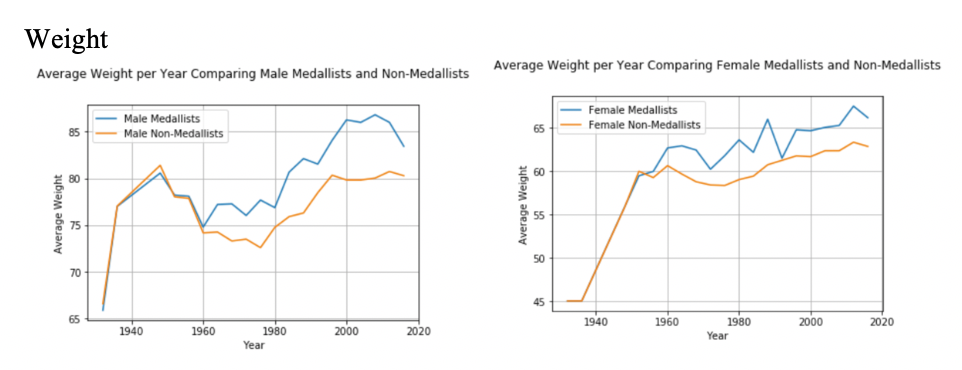 Weight
Average Weight per Year Comparing Male Medallists and Non-Medallists
Male Medallists
Male Non-Medallists
85
80
75
70
65
Average Weight
1940
1960
1980
2000
2020
Year
Average Weight per Year Comparing Female Medallists and Non-Medallists
Female Medallists
Female Non-Medallists
65
60
55
50
45
Average Weight
1940
1960
1980
2000
2020
Year